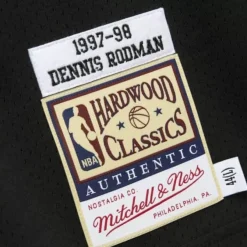 1997-98
DENNIS RODMAN
HARDWOOD
NBA
CLASSICS
AUTHENTIC
NOSTALGIA CO.
Mitchell & Ness
PHILADELPHIA, PA.
44(L)